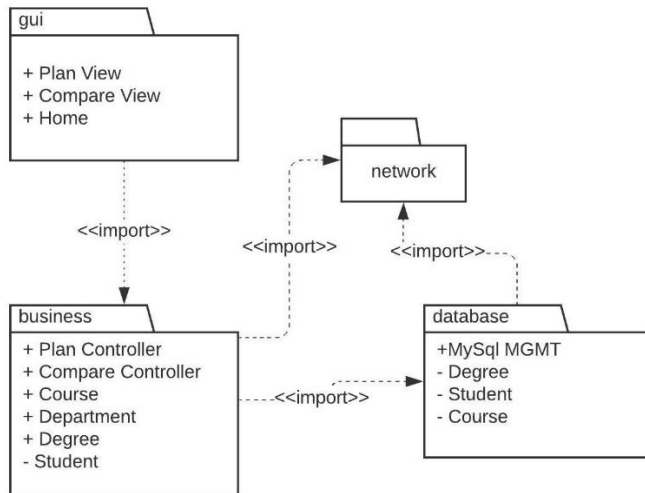 gui
+ Plan View
+ Compare View
+ Home
network
<<import>>
<<import>>
<<import>>
business
+ Plan Controller
+ Compare Controller
+ Course
+ Department
+ Degree
- Student
<<import>>
database
+MySql MGMT
- Degree
- Student
- Course